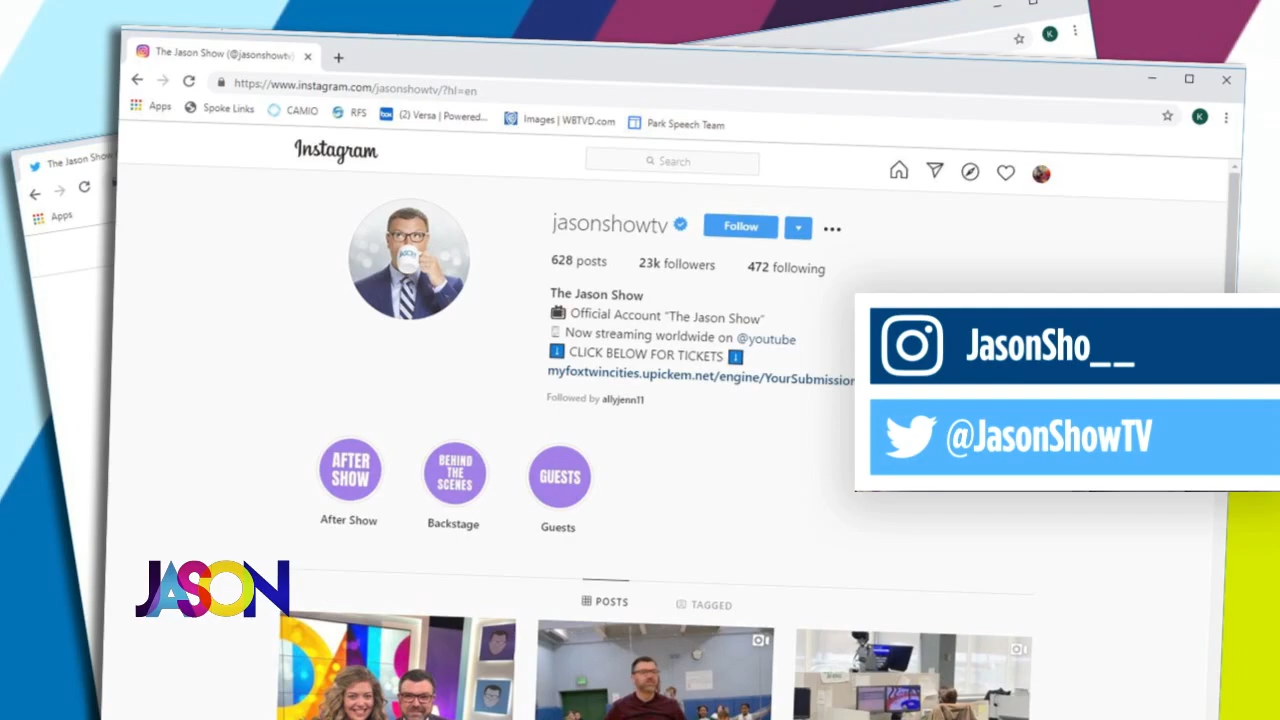 The Jason Show (@jasonshowtv)
https://www.instagram.com/jasonshowtv/?hl=en
Apps
Spoke Links
CAMIO
RFS
box
(2) Versa | Powered...
Images | WBTVD.com
Park Speech Team
K
K
The Jason Show
Apps
Instagram
Search
jasonshowtv
Follow
628 posts 23k followers 472 following
The Jason Show
Official Account "The Jason Show"
Now streaming worldwide on @youtube
CLICK BELOW FOR TICKETS
myfoxtwincities.upickem.net/engine/YourSubmission
Followed by allyjenn11
JasonSho_ _
@JasonShowTV
AFTER
SHOW
BEHIND
THE
SCENES
GUESTS
After Show
Backstage
Guests
JASON
POSTS
TAGGED